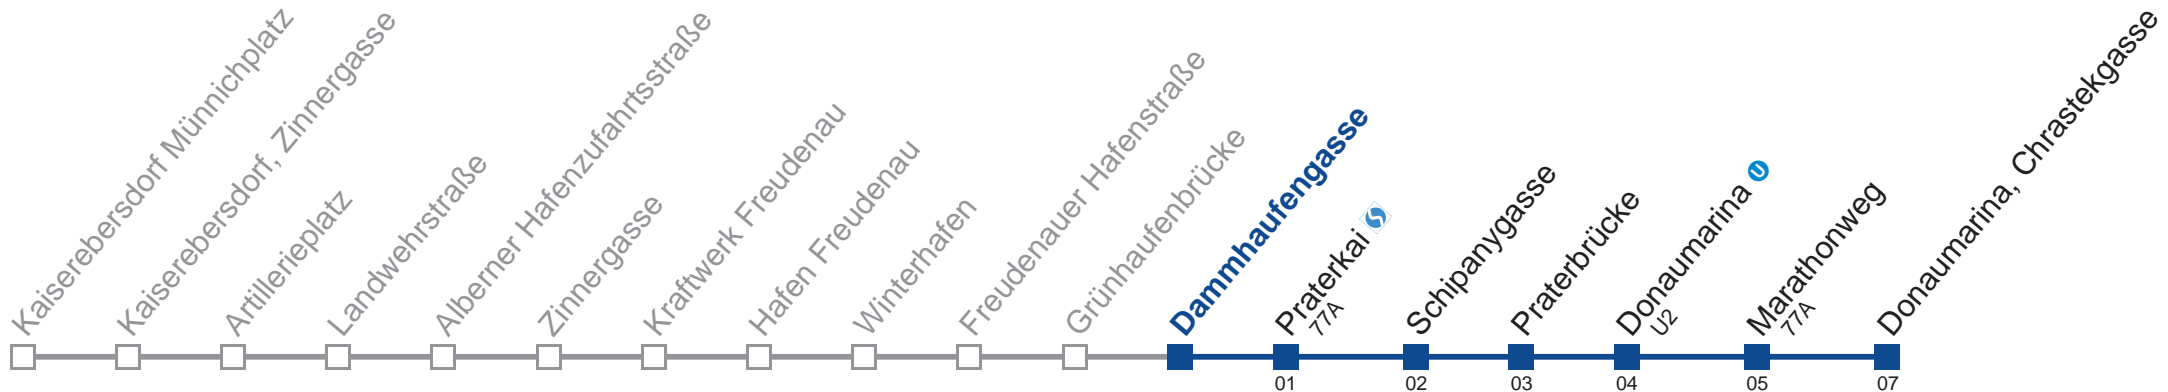 Kaiserebersdorf Münnichplatz
Kaiserebersdorf, Zinnergasse
Artillerieplatz
Landwehrstraße
Alberner Hafenzufahrtsstraße
Zinnergasse
Kraftwerk Freudenau
Hafen Freudenau
Winterhafen
Freudenauer Hafenstraße
Grünhaufenbrücke
Dammhaufengasse
Praterkai
77A
Schipanygasse
Praterbrücke
Donaumarina U
U2
Marathonweg
77A
Donaumarina, Chrastekgasse
01 02 03 04 05 07